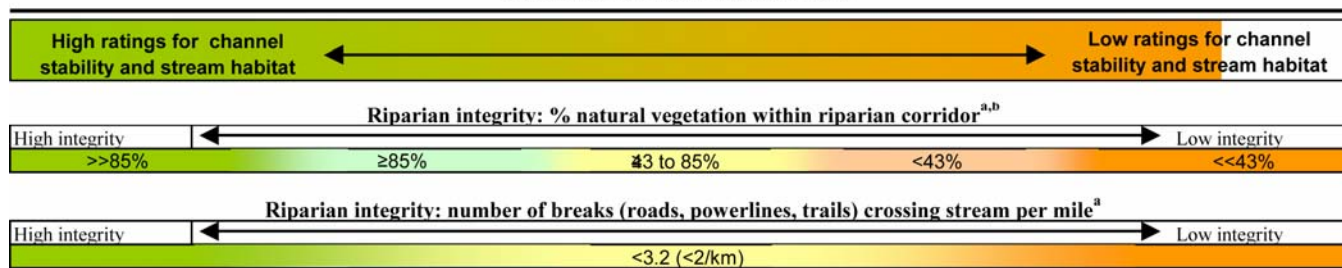 High ratings for channel stability and stream habitat
Low ratings for channel stability and stream habitat
Riparian integrity: % natural vegetation within riparian corridor a,b
High integrity
Low integrity
>>85% ≥85% 43 to 85% <43% <<43%
Riparian integrity: number of breaks (roads, powerlines, trails) crossing stream per mile a
High integrity
Low integrity
<3.2 (<2/km)